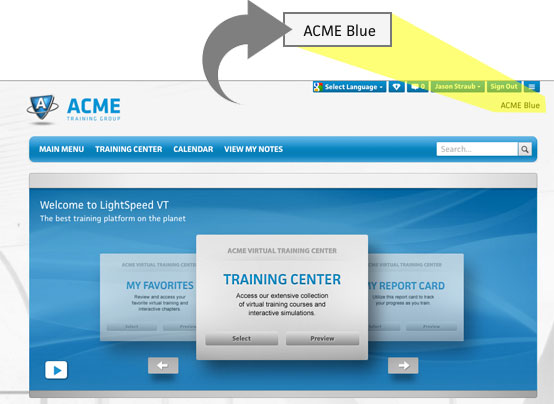 ACME Blue
Select Language
0
Jason Straub
Sign Out
ACME Blue
A
ACME
TRAINING GROUP
MAIN MENU TRAINING CENTER CALENDAR VIEW MY NOTES
Search...
Welcome to LightSpeed VT
The best training platform on the planet
ACME VIRTUAL TRAINING CENTER
MY FAVORITES
Review and access your
favorite virtual training and
interactive chapters.
Select Preview
ACME VIRTUAL TRAINING CENTER
TRAINING CENTER
Access our extensive collection
of virtual training courses and
interactive simulations.
Select Preview
VIRTUAL TRAINING CENTER
MY REPORT CARD
Utilize this report card to track
your progress as you train.
Select Preview